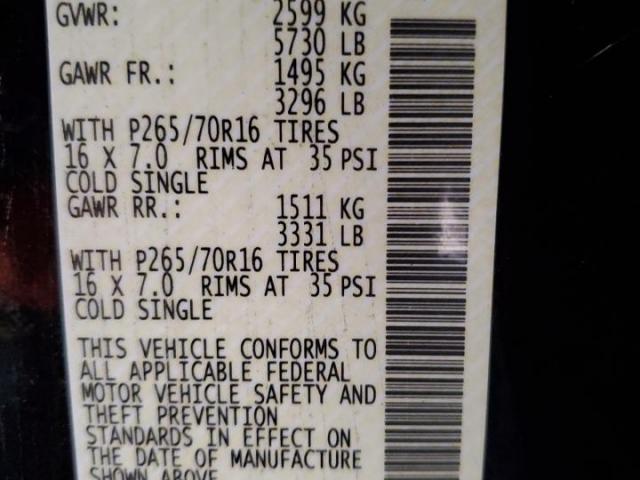 GVWR: 2599 KG
5730 LB
GAWR FR.: 1495 KG
3296 LB
WITH P265/70R16 TIRES
16 X 7.0 RIMS AT 35 PSI
COLD SINGLE
GAWR RR.: 1511 KG
3331 LB
WITH P265/70R16 TIRES
16 X 7.0 RIMS AT 35 PSI
COLD SINGLE
THIS VEHICLE CONFORMS TO
ALL APPLICABLE FEDERAL
MOTOR VEHICLE SAFETY AND
THEFT PREVENTION
STANDARDS IN EFFECT ON
THE DATE OF MANUFACTURE
SHOWN ABOVE